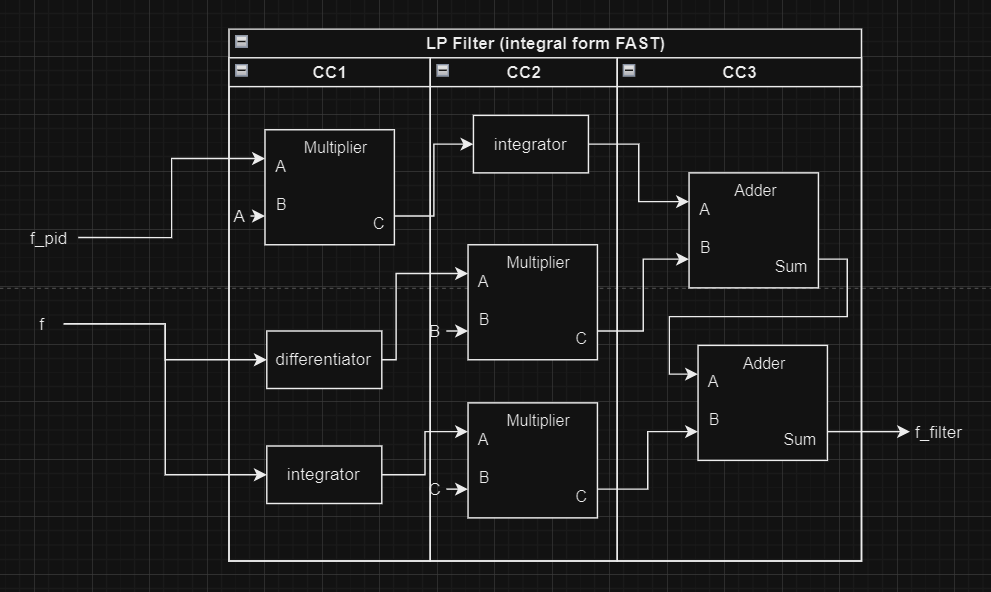 LP Filter (integral form FAST)
CC1
CC2
CC3
Multiplier
A
B
C
A
f_pid
integrator
Adder
A
B
Sum
Multiplier
A
B
C
B
f
differentiator
Adder
A
B
Sum
f_filter
Multiplier
A
B
C
C
integrator